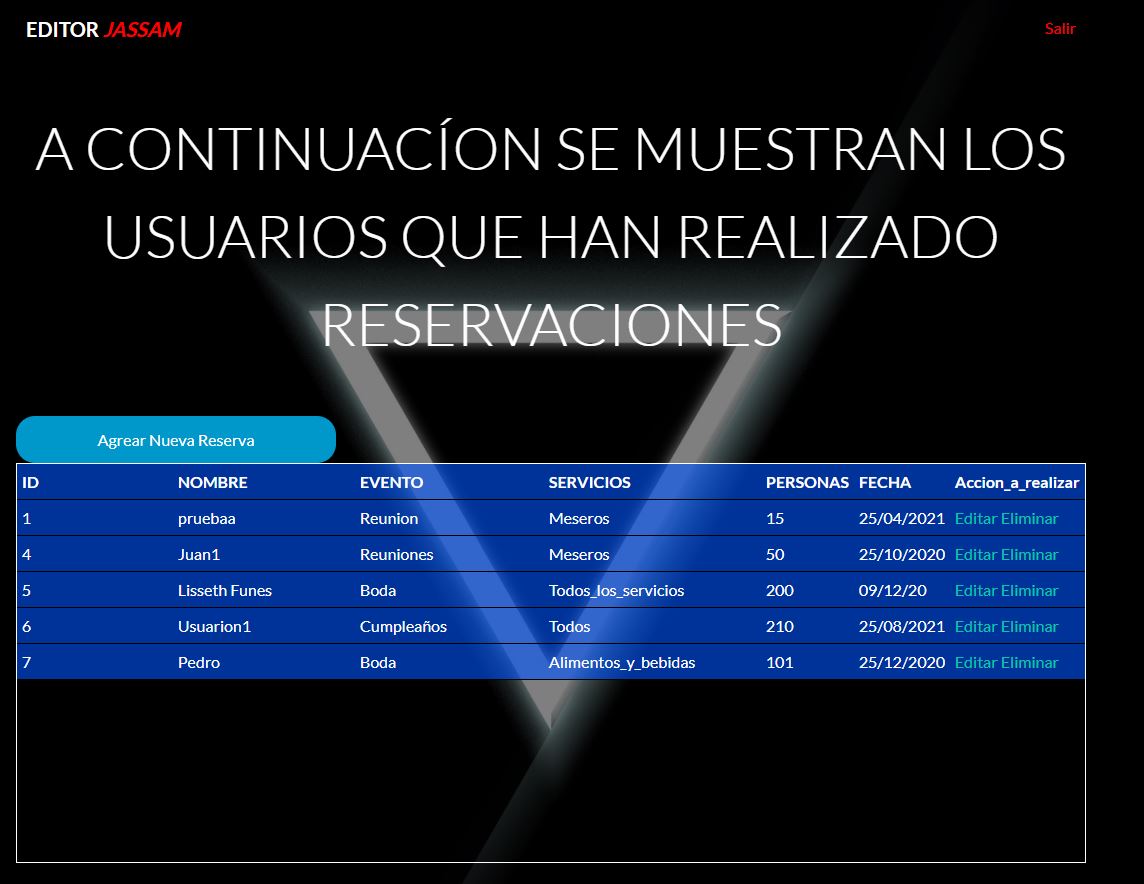 EDITOR JASSAM Salir
A CONTINUACÍON SE MUESTRAN LOS
USUARIOS QUE HAN REALIZADO
RESERVACIONES
Agrear Nueva Reserva
ID NOMBRE EVENTO SERVICIOS PERSONAS FECHA Accion_a_realizar
1 pruebaa Reunion Meseros 15 25/04/2021 Editar Eliminar
4 Juan1 Reuniones Meseros 50 25/10/2020 Editar Eliminar
5 Lisseth Funes Boda Todos_los_servicios 200 09/12/20 Editar Eliminar
6 Usuarion1 Cumpleaños Todos 210 25/08/2021 Editar Eliminar
7 Pedro Boda Alimentos_y_bebidas 101 25/12/2020 Editar Eliminar